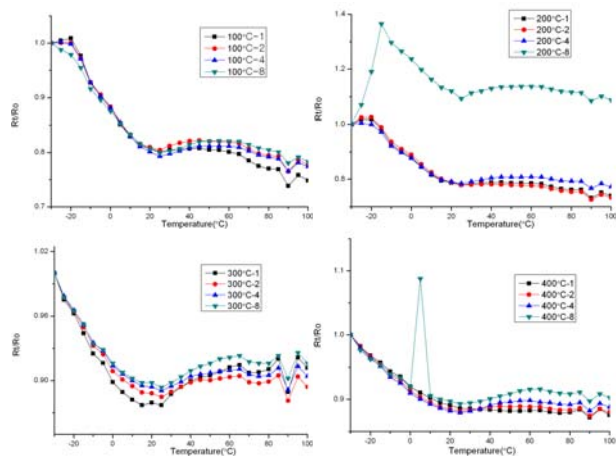 100°C-1
100°C-2
100°C-4
100°C-8
1.0
0.9
0.8
0.7
Rt/Ro
-20 0 20 40 60 80 100
Temperature(°C)
200°C-1
200°C-2
200°C-4
200°C-8
1.4
1.2
1.0
0.8
Rt/Ro
-20 0 20 40 60 80 100
Temperature(°C)
300°C-1
300°C-2
300°C-4
300°C-8
1.02
0.96
0.90
Rt/Ro
-20 0 20 40 60 80 100
Temperature(°C)
400°C-1
400°C-2
400°C-4
400°C-8
1.1
1.0
0.9
0.8
Rt/Ro
-20 0 20 40 60 80 100
Temperature(°C)